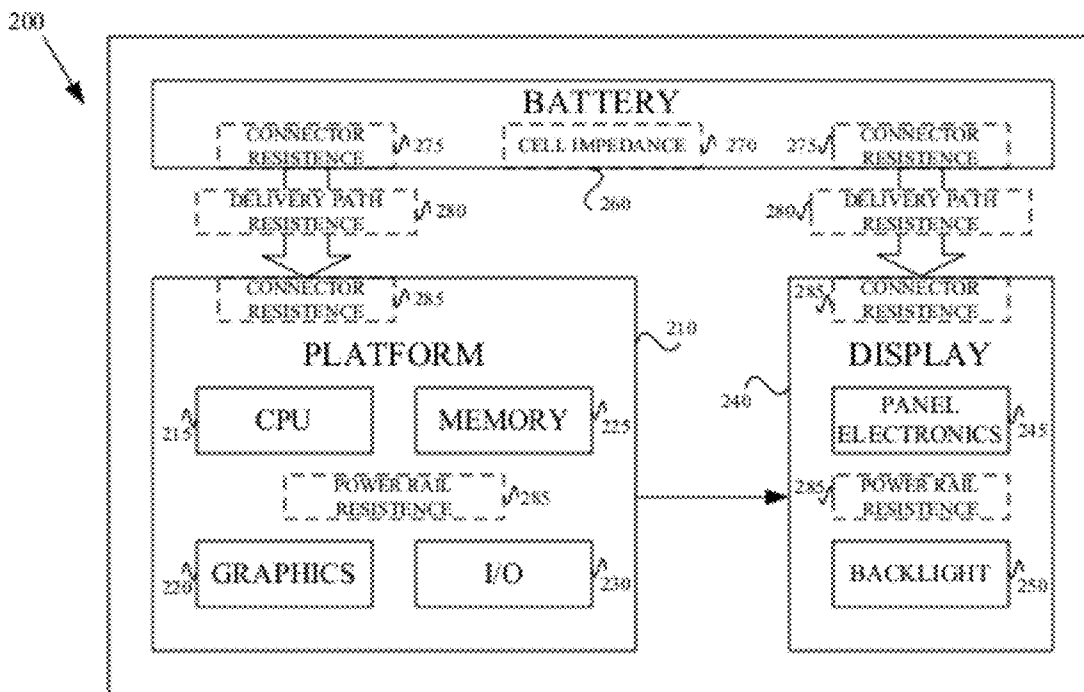 200
BATTERY
CONNECTOR
RESISTENCE
275
CELL IMPEDANCE
270
275
CONNECTOR
RESISTENCE
DELIVERY PATH
RESISTENCE
280
260
280
DELIVERY PATH
RESISTENCE
CONNECTOR
RESISTENCE
285
285
CONNECTOR
RESISTENCE
210
PLATFORM
DISPLAY
240
215
CPU
MEMORY
225
PANEL
ELECTRONICS
245
POWER RAIL
RESISTENCE
285
285
POWER RAIL
RESISTENCE
220
GRAPHICS
I/O
230
BACKLIGHT
250